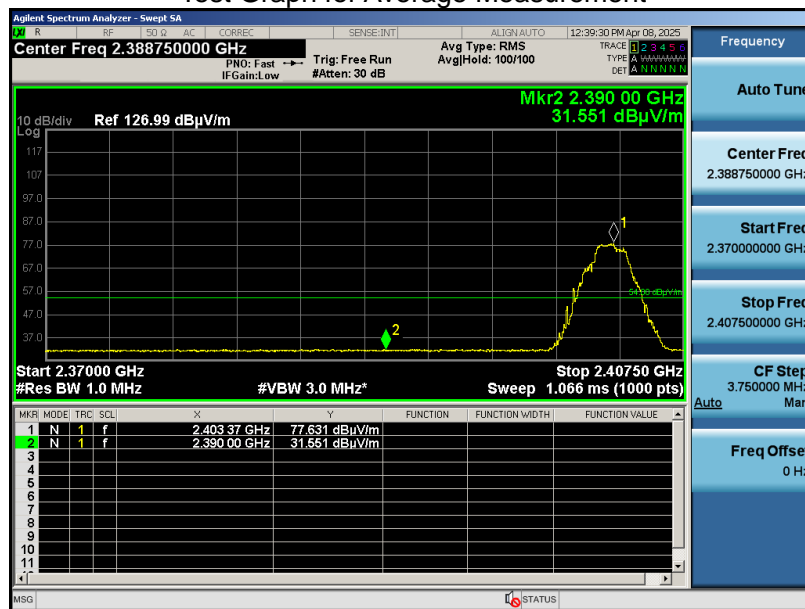 Test Graph for Average Measurement
Agilent Spectrum Analyzer - Swept SA
LXI R RF 50 Ω AC CORREC SENSE:INT ALIGN AUTO 12:39:30 PM Apr 08, 2025
Center Freq 2.388750000 GHz
PNO: Fast
IFGain:Low
Trig: Free Run
#Atten: 30 dB
Avg Type: RMS
Avg|Hold: 100/100
TRACE 1 2 3 4 5 6
TYPE A WWWWW
DET A N N N N N
Mkr2 2.390 00 GHz
31.551 dBµV/m
10 dB/div
Log
Ref 126.99 dBµV/m
117
107
97.0
87.0
77.0
67.0
57.0
47.0
37.0
1
2
54.00 dBµV/m
Start 2.37000 GHz Stop 2.40750 GHz
#Res BW 1.0 MHz #VBW 3.0 MHz* Sweep 1.066 ms (1000 pts)
MKR MODE TRC SCL X Y FUNCTION FUNCTION WIDTH FUNCTION VALUE
1 N 1 f 2.403 37 GHz 77.631 dBµV/m
2 N 1 f 2.390 00 GHz 31.551 dBµV/m
3
4
5
6
7
8
9
10
11
MSG STATUS
Frequency
Auto Tune
Center Freq
2.388750000 GHz
Start Freq
2.370000000 GHz
Stop Freq
2.407500000 GHz
CF Step
3.750000 MHz
Auto Man
Freq Offset
0 Hz